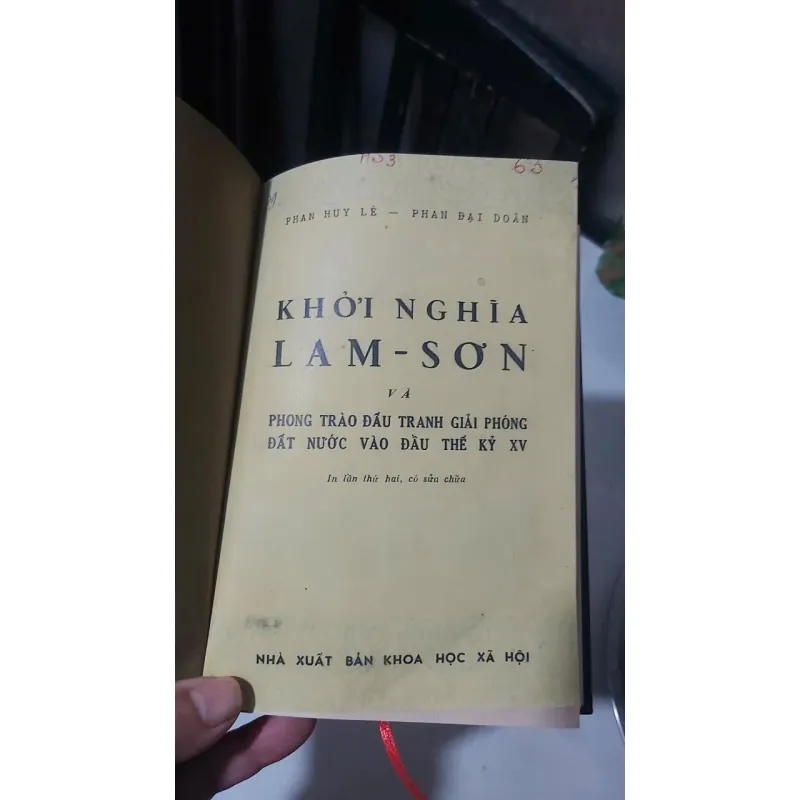 PHAN HUY LÊ — PHAN ĐẠI DOÃN
KHỞI NGHĨA
LAM-SƠN
VÀ
PHONG TRÀO ĐẤU TRANH GIẢI PHÓNG
ĐẤT NƯỚC VÀO ĐẦU THẾ KỶ XV
In lần thứ hai, có sửa chữa
NHÀ XUẤT BẢN KHOA HỌC XÃ HỘI